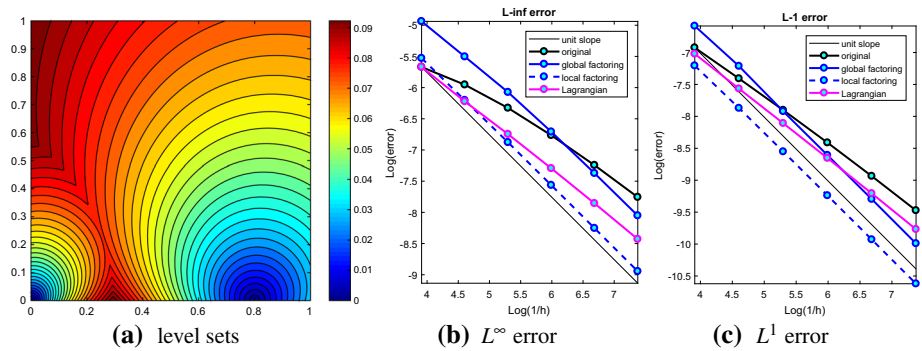 1
0.9
0.8
0.7
0.6
0.5
0.4
0.3
0.2
0.1
0
0 0.2 0.4 0.6 0.8 1
0.09
0.08
0.07
0.06
0.05
0.04
0.03
0.02
0.01
0
(a) level sets
L-inf error
unit slope
original
global factoring
local factoring
Lagrangian
Log(error)
-5
-5.5
-6
-6.5
-7
-7.5
-8
-8.5
-9
4 4.5 5 5.5 6 6.5 7
Log(1/h)
(b) L∞ error
L-1 error
unit slope
original
global factoring
local factoring
Lagrangian
Log(error)
-7
-7.5
-8
-8.5
-9
-9.5
-10
-10.5
4 4.5 5 5.5 6 6.5 7
Log(1/h)
(c) L¹ error